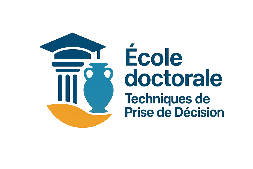 École
doctorale
Techniques de
Prise de Décision